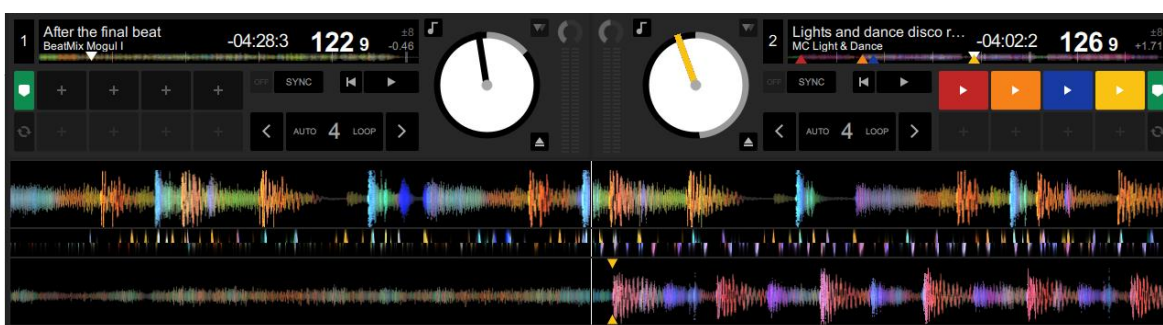 1
After the final beat
BeatMix Mogul I
-04:28:3
122 9
±8
-0.46
2
Lights and dance disco r...
MC Light & Dance
-04:02:2
126 9
±8
+1.71
OFF SYNC
AUTO 4 LOOP
OFF SYNC
AUTO 4 LOOP